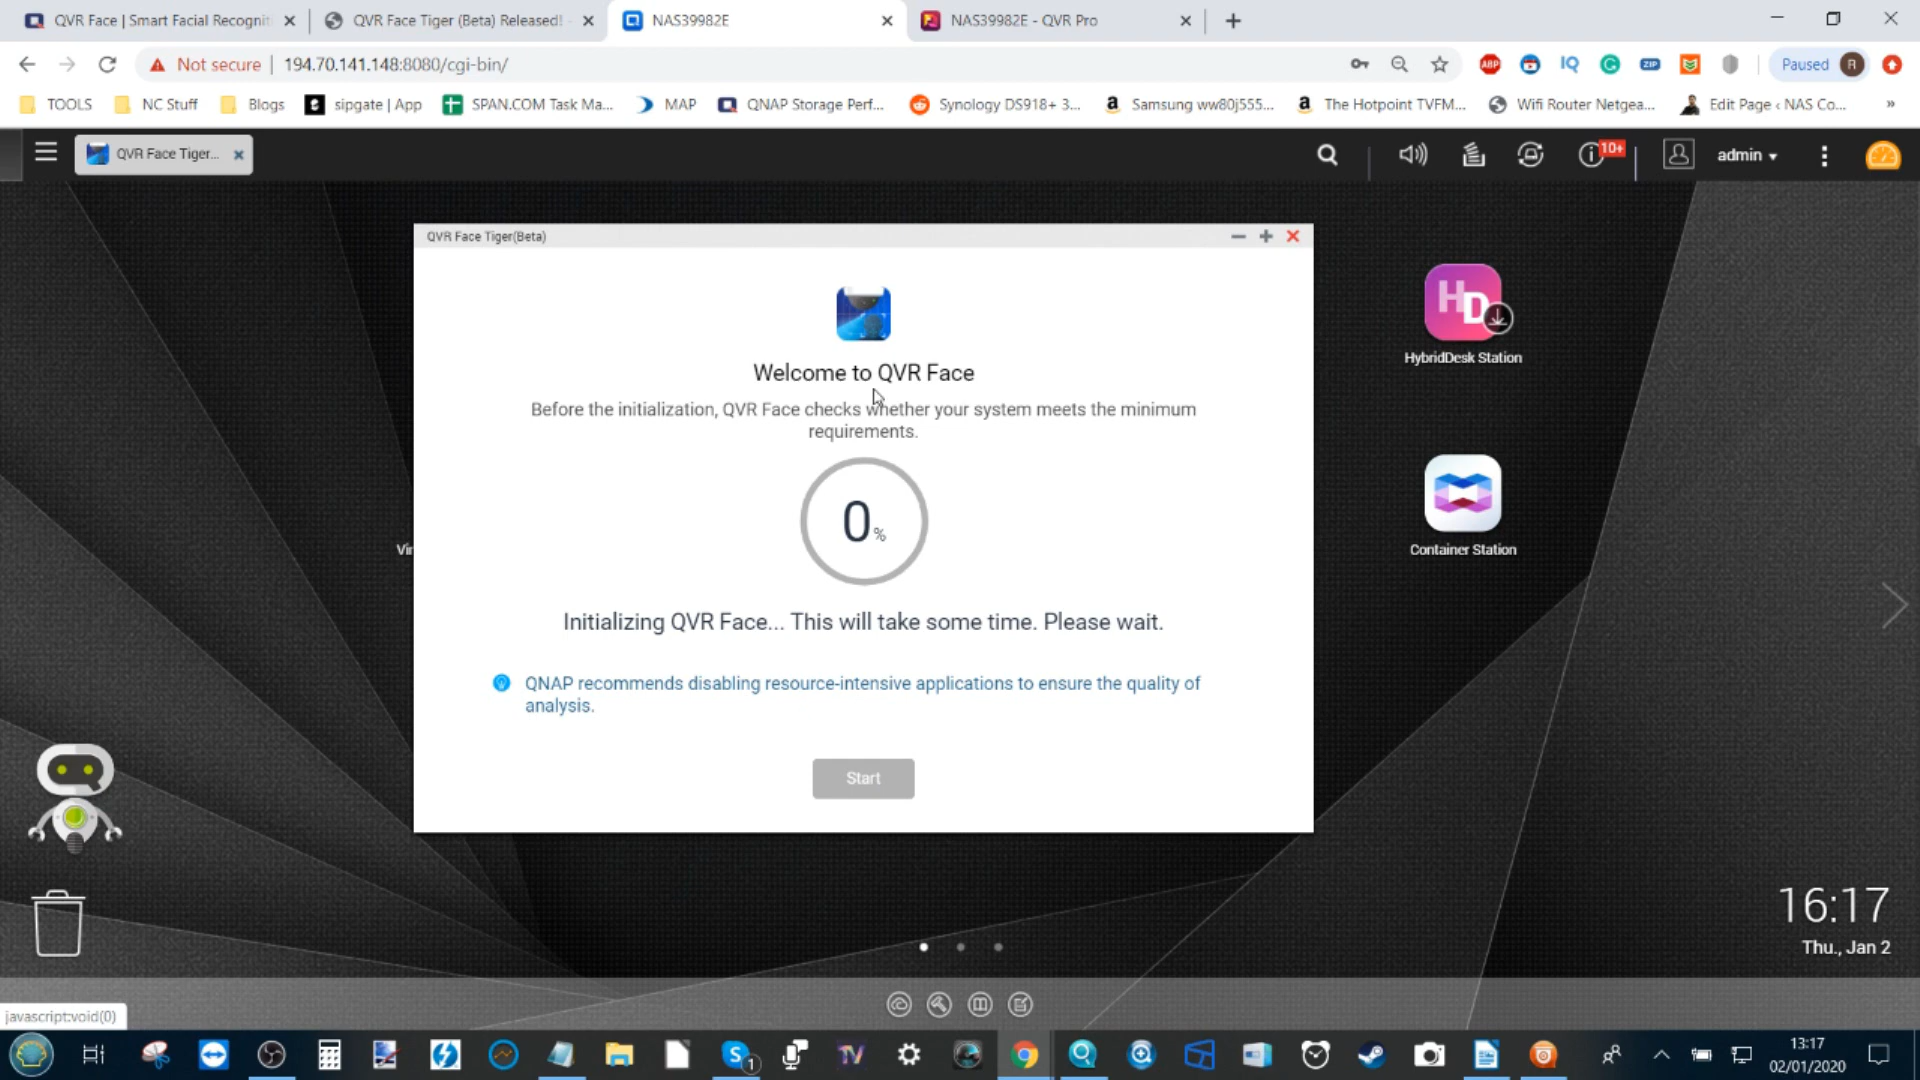 QVR Face | Smart Facial Recognit
QVR Face Tiger (Beta) Released!
NAS39982E
NAS39982E - QVR Pro
Not secure
194.70.141.148:8080/cgi-bin/
ABP
IQ
ZIP
Paused
R
TOOLS
NC Stuff
Blogs
sipgate | App
SPAN.COM Task Ma...
MAP
QNAP Storage Perf...
Synology DS918+ 3...
Samsung ww80j555...
The Hotpoint TVFM...
Wifi Router Netgea...
Edit Page ‹ NAS Co...
»
QVR Face Tiger...
10+
admin
QVR Face Tiger(Beta)
Welcome to QVR Face
Before the initialization, QVR Face checks whether your system meets the minimum
requirements.
0 %
Initializing QVR Face... This will take some time. Please wait.
QNAP recommends disabling resource-intensive applications to ensure the quality of
analysis.
Start
HD
HybridDesk Station
Container Station
Vir
16:17
Thu., Jan 2
javascript:void(0)
1
13:17
02/01/2020